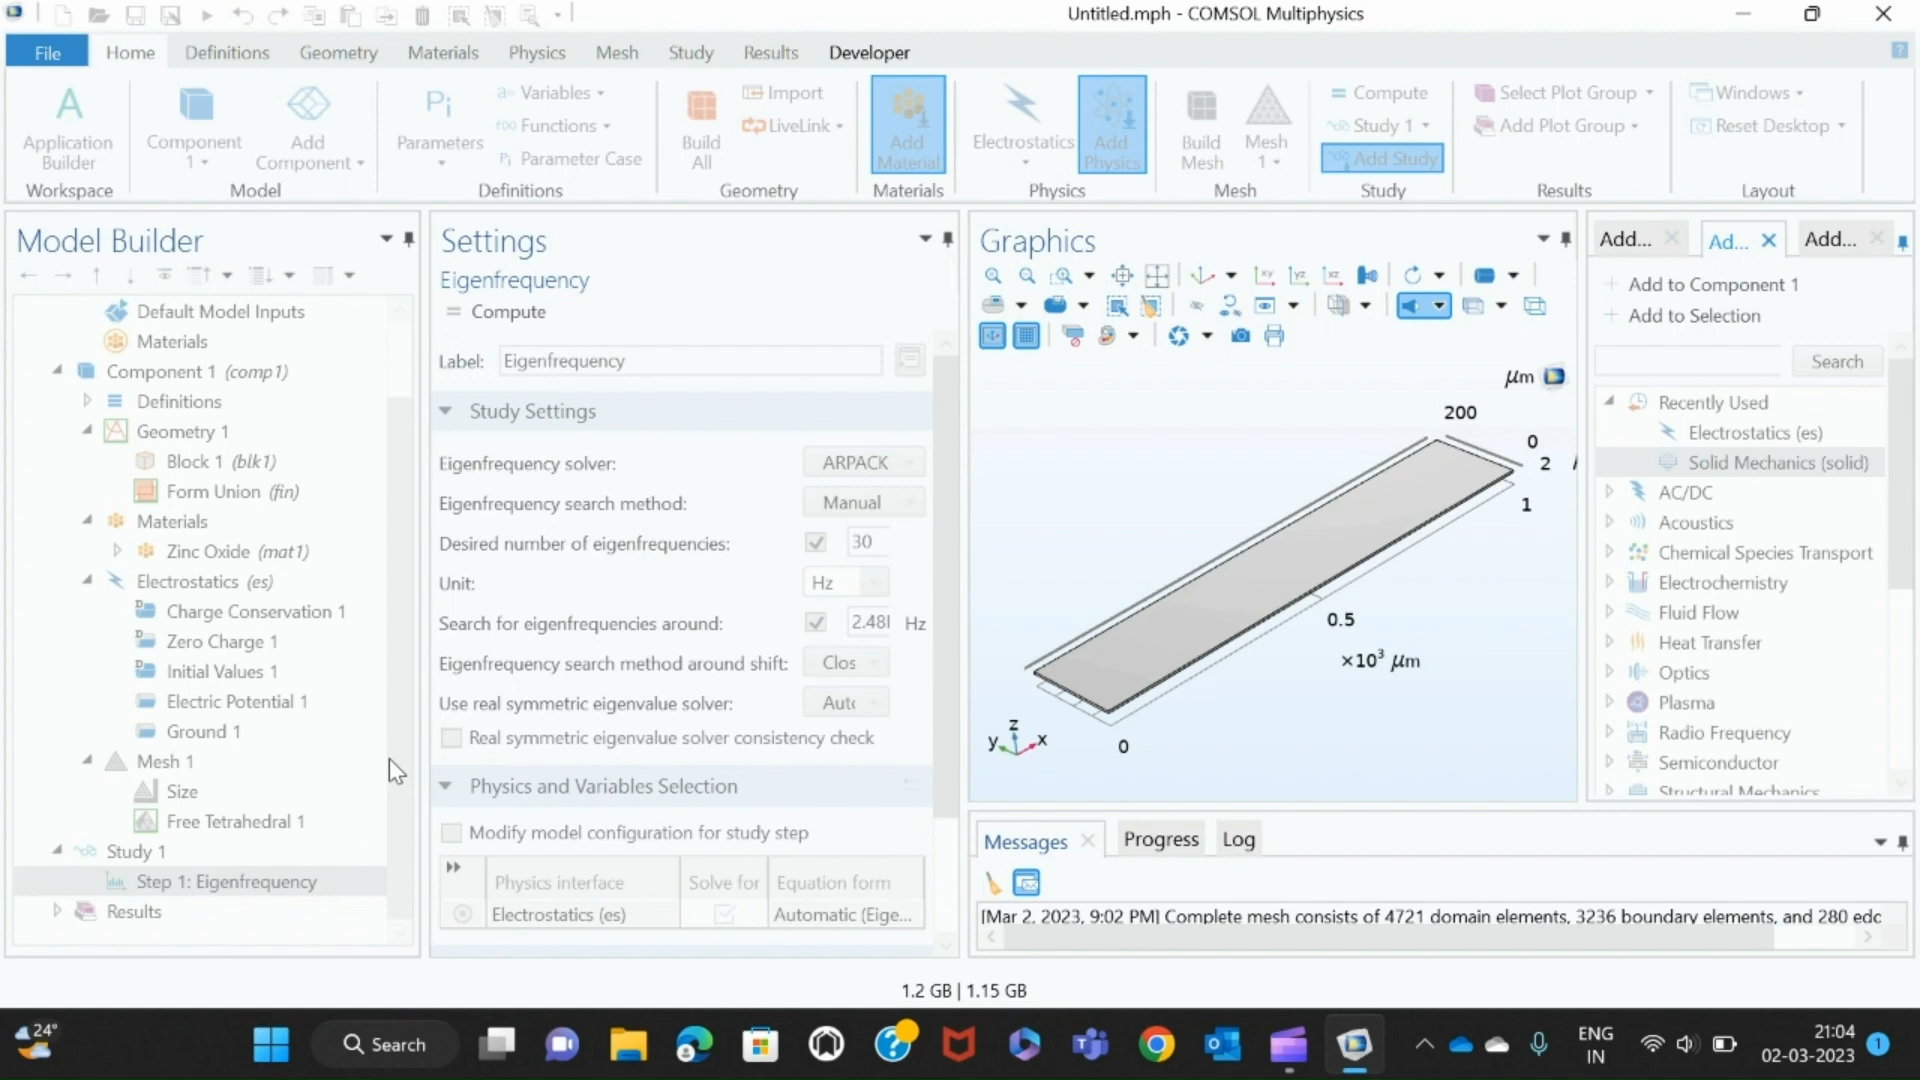 Untitled.mph - COMSOL Multiphysics
File Home Definitions Geometry Materials Physics Mesh Study Results Developer
Application Builder
Workspace
Component 1
Add Component
Model
Pi
Parameters
a= Variables
f(x) Functions
Pi Parameter Case
Definitions
Build All
Import
LiveLink
Geometry
Add Material
Materials
Electrostatics
Add Physics
Physics
Build Mesh
Mesh 1
Mesh
= Compute
Study 1
Add Study
Study
Select Plot Group
Add Plot Group
Results
Windows
Reset Desktop
Layout
Model Builder
Default Model Inputs
Materials
Component 1 (comp1)
Definitions
Geometry 1
Block 1 (blk1)
Form Union (fin)
Materials
Zinc Oxide (mat1)
Electrostatics (es)
Charge Conservation 1
Zero Charge 1
Initial Values 1
Electric Potential 1
Ground 1
Mesh 1
Size
Free Tetrahedral 1
Study 1
Step 1: Eigenfrequency
Results
Settings
Eigenfrequency
= Compute
Label: Eigenfrequency
Study Settings
Eigenfrequency solver: ARPACK
Eigenfrequency search method: Manual
Desired number of eigenfrequencies: 30
Unit: Hz
Search for eigenfrequencies around: 2.48 Hz
Eigenfrequency search method around shift: Clos
Use real symmetric eigenvalue solver: Aut
Real symmetric eigenvalue solver consistency check
Physics and Variables Selection
Modify model configuration for study step
Physics interface Solve for Equation form
Electrostatics (es) Automatic (Eige...
Graphics
xy yz xz
μm
200
0
2
1
0.5
×10³ μm
0
z
y x
Messages Progress Log
[Mar 2, 2023, 9:02 PM] Complete mesh consists of 4721 domain elements, 3236 boundary elements, and 280 edc
Add... Ad... Add...
+ Add to Component 1
+ Add to Selection
Search
Recently Used
Electrostatics (es)
Solid Mechanics (solid)
AC/DC
Acoustics
Chemical Species Transport
Electrochemistry
Fluid Flow
Heat Transfer
Optics
Plasma
Radio Frequency
Semiconductor
Structural Mechanics
1.2 GB | 1.15 GB
24°
Search
ENG
IN
21:04
02-03-2023
1